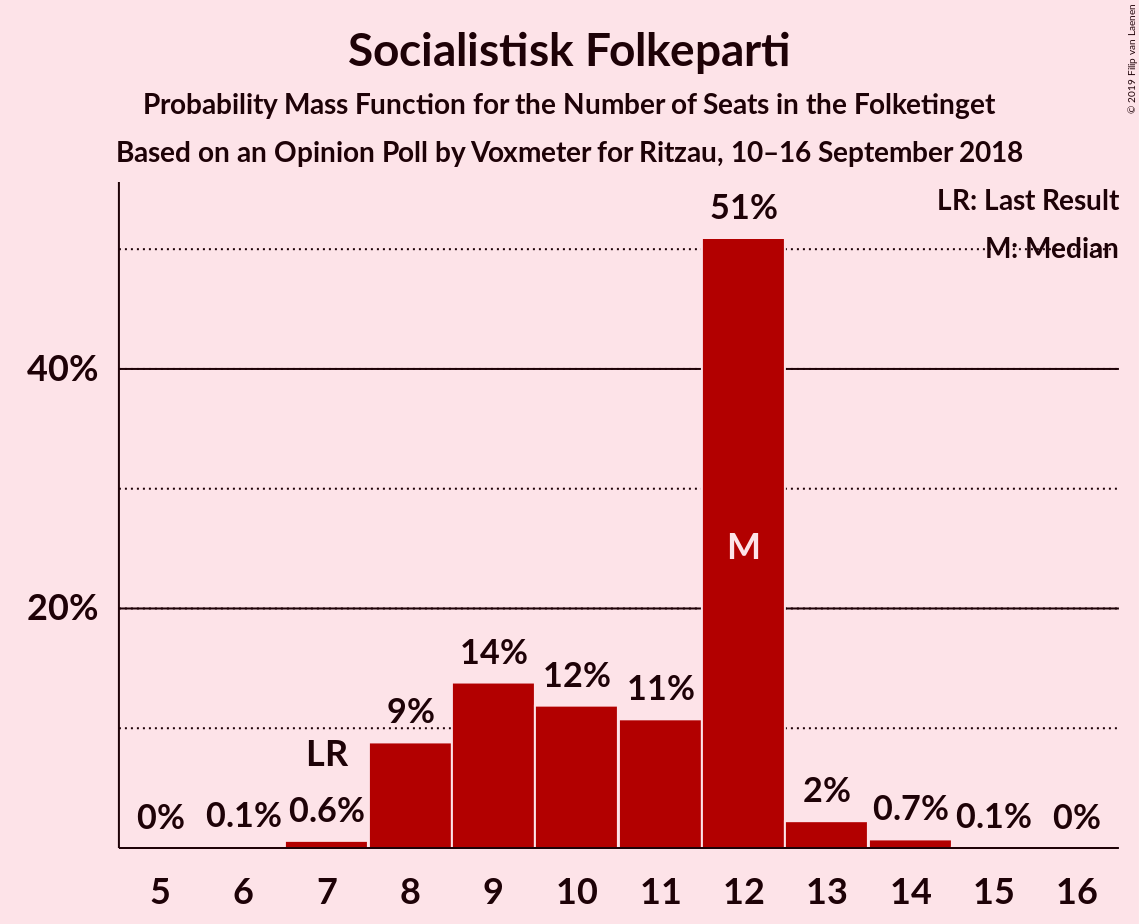 Socialistisk Folkeparti
Probability Mass Function for the Number of Seats in the Folketinget
Based on an Opinion Poll by Voxmeter for Ritzau, 10–16 September 2018
© 2019 Filip van Laenen
LR: Last Result
M: Median
51%
40%
M
20%
14%
12%
11%
9%
LR
2%
0%
0.1%
0.6%
0.7%
0.1%
0%
5 6 7 8 9 10 11 12 13 14 15 16